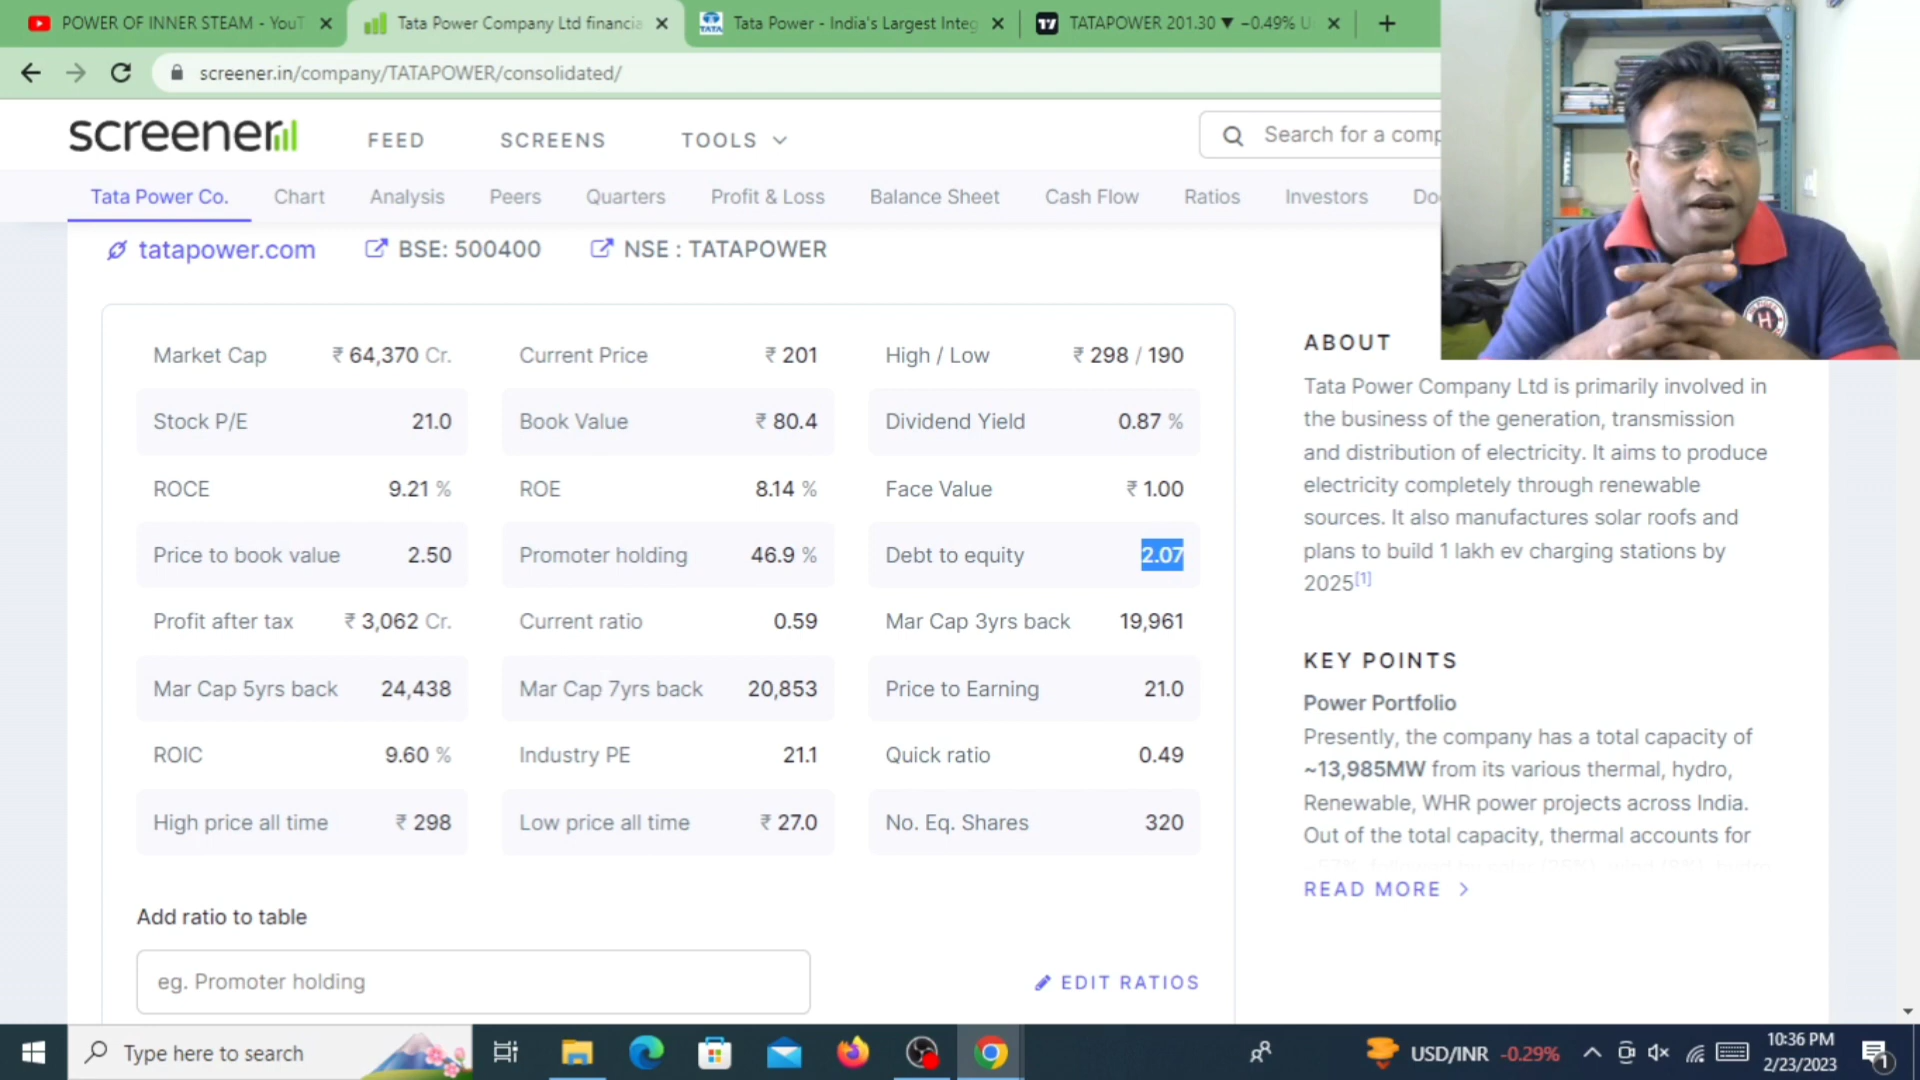 POWER OF INNER STEAM - YouT
Tata Power Company Ltd financia
Tata Power - India's Largest Integ
TATAPOWER 201.30 ▼ −0.49% U
screener.in/company/TATAPOWER/consolidated/
screener
FEED
SCREENS
TOOLS
Search for a comp
Tata Power Co.
Chart
Analysis
Peers
Quarters
Profit & Loss
Balance Sheet
Cash Flow
Ratios
Investors
Do
tatapower.com
BSE: 500400
NSE : TATAPOWER
Market Cap ₹ 64,370 Cr.
Current Price ₹ 201
High / Low ₹ 298 / 190
Stock P/E 21.0
Book Value ₹ 80.4
Dividend Yield 0.87 %
ROCE 9.21 %
ROE 8.14 %
Face Value ₹ 1.00
Price to book value 2.50
Promoter holding 46.9 %
Debt to equity 2.07
Profit after tax ₹ 3,062 Cr.
Current ratio 0.59
Mar Cap 3yrs back 19,961
Mar Cap 5yrs back 24,438
Mar Cap 7yrs back 20,853
Price to Earning 21.0
ROIC 9.60 %
Industry PE 21.1
Quick ratio 0.49
High price all time ₹ 298
Low price all time ₹ 27.0
No. Eq. Shares 320
Add ratio to table
eg. Promoter holding
EDIT RATIOS
ABOUT
Tata Power Company Ltd is primarily involved in
the business of the generation, transmission
and distribution of electricity. It aims to produce
electricity completely through renewable
sources. It also manufactures solar roofs and
plans to build 1 lakh ev charging stations by
2025[1]
KEY POINTS
Power Portfolio
Presently, the company has a total capacity of
~13,985MW from its various thermal, hydro,
Renewable, WHR power projects across India.
Out of the total capacity, thermal accounts for
READ MORE
Type here to search
USD/INR -0.29%
10:36 PM
2/23/2023
1